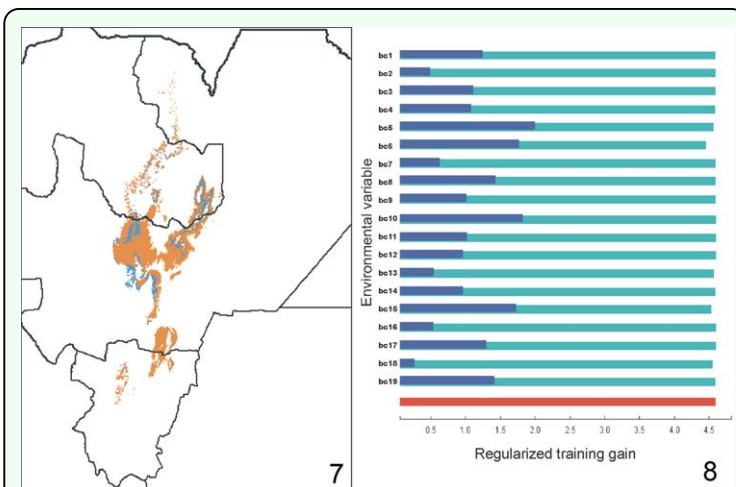 7
Environmental variable
bc1
bc2
bc3
bc4
bc5
bc6
bc7
bc8
bc9
bc10
bc11
bc12
bc13
bc14
bc15
bc16
bc17
bc18
bc19
0.5 1.0 1.5 2.0 2.5 3.0 3.5 4.0 4.5
Regularized training gain
8